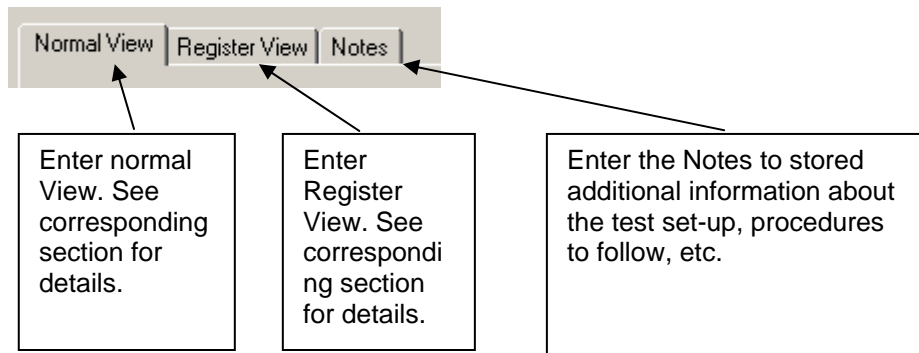 Normal View Register View Notes
Enter normal
View. See
corresponding
section for
details.
Enter
Register
View. See
correspondi
ng section
for details.
Enter the Notes to stored
additional information about
the test set-up, procedures
to follow, etc.